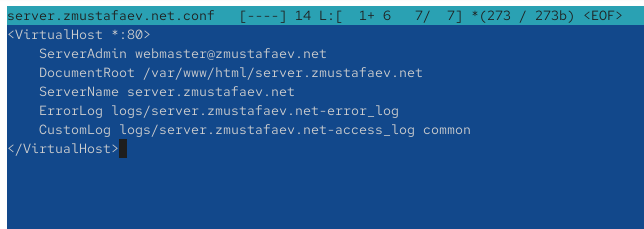 server.zmustafaev.net.conf   [----] 14 L:[  1+ 6   7/  7] *(273 / 273b) <EOF>
<VirtualHost *:80>
    ServerAdmin webmaster@zmustafaev.net
    DocumentRoot /var/www/html/server.zmustafaev.net
    ServerName server.zmustafaev.net
    ErrorLog logs/server.zmustafaev.net-error_log
    CustomLog logs/server.zmustafaev.net-access_log common
</VirtualHost>